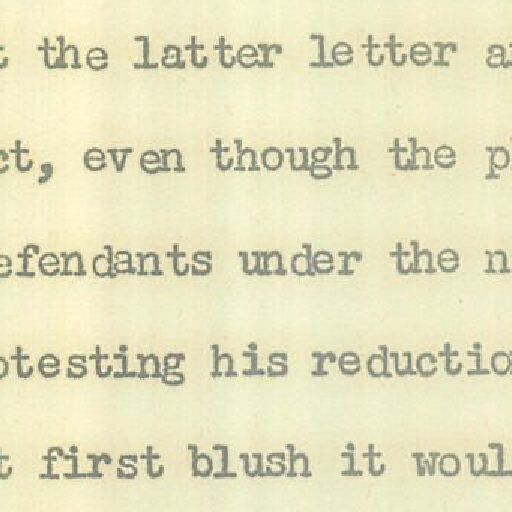 t the latter letter a
ct, even though the p
efendants under the n
otesting his reductio
t first blush it woul